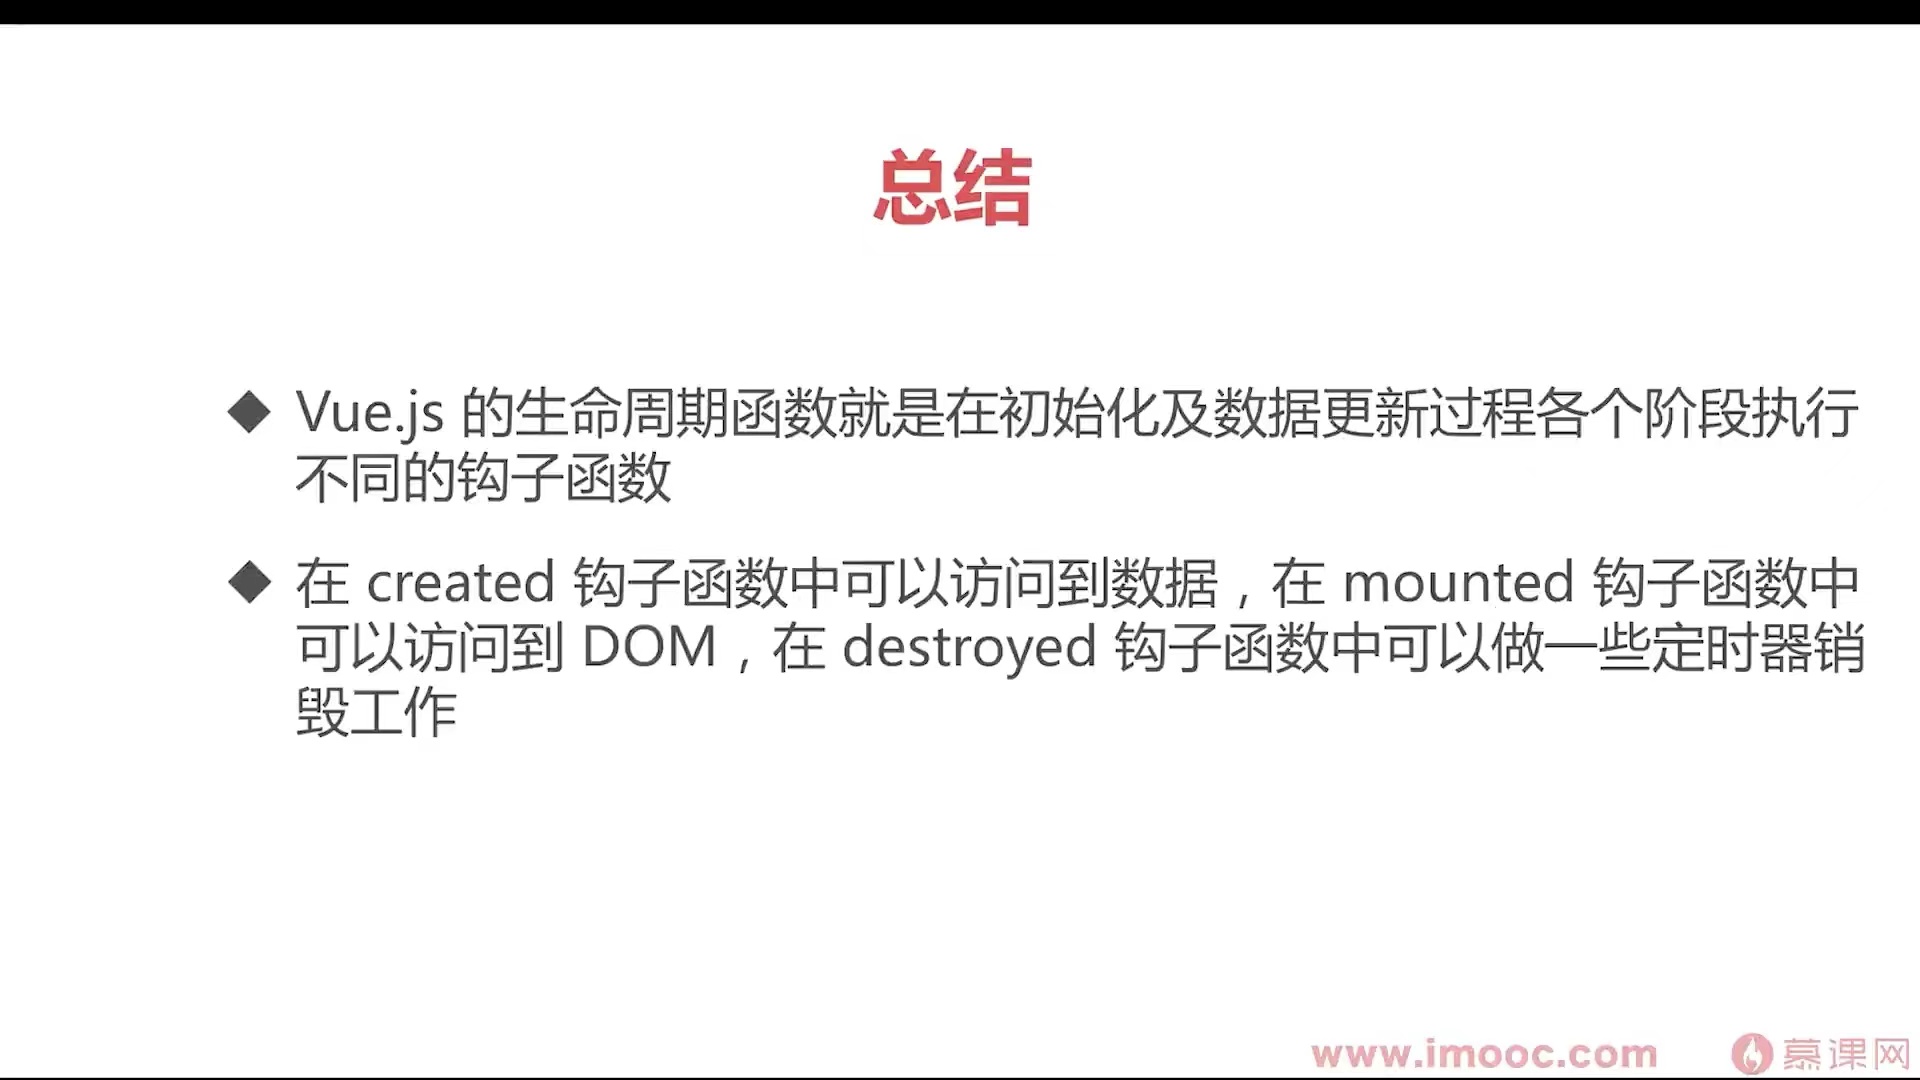 总结
◆ Vue.js 的生命周期函数就是在初始化及数据更新过程各个阶段执行
不同的钩子函数
◆ 在 created 钩子函数中可以访问到数据，在 mounted 钩子函数中
可以访问到 DOM，在 destroyed 钩子函数中可以做一些定时器销
毁工作
www.imooc.com 慕课网